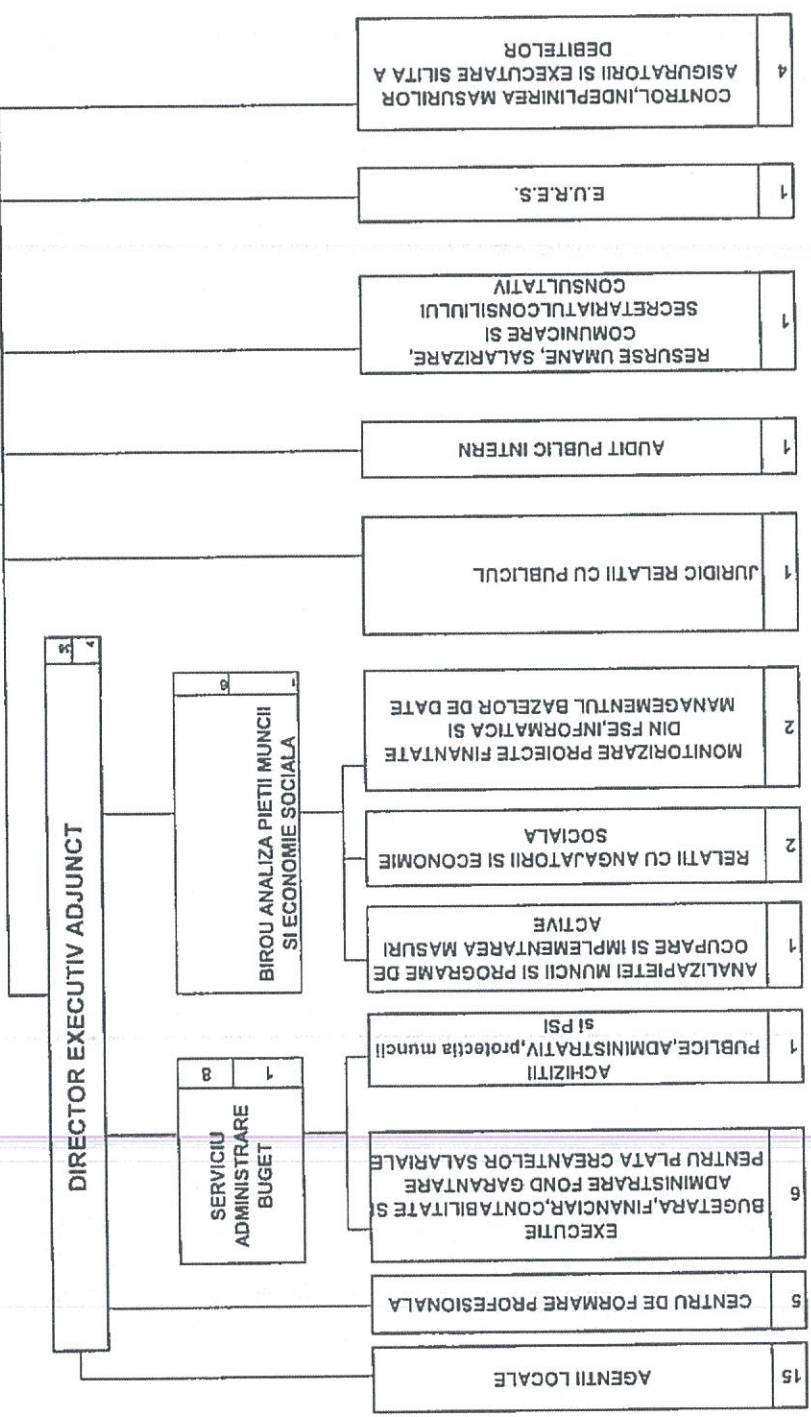 DIRECTOR EXECUTIV ADJUNCT
SERVICIU
ADMINISTRARE
BUGET
1
8
BIROU ANALIZA PIETII MUNCII
SI ECONOMIE SOCIALA
1
6
CONTROL,INDEPLINIREA MASURILOR
ASIGURATORII SI EXECUTARE SILITA A
DEBITELOR
4
E.U.R.E.S.
1
RESURSE UMANE, SALARIZARE,
COMUNICARE SI
SECRETARIATULCONSILIULUI
CONSULTATIV
1
AUDIT PUBLIC INTERN
1
JURIDIC RELATII CU PUBLICUL
1
MONITORIZARE PROIECTE FINANTATE
DIN FSE,INFORMATICA SI
MANAGEMENTUL BAZELOR DE DATE
2
RELATII CU ANGAJATORII SI ECONOMIE
SOCIALA
2
ANALIZAPIETEI MUNCII SI PROGRAME DE
OCUPARE SI IMPLEMENTAREA MASURI
ACTIVE
1
ACHIZITII
PUBLICE,ADMINISTRATIV,protectia muncii
si PSI
1
EXECUTIE
BUGETARA,FINANCIAR,CONTABILITATE SI
ADMINISTRARE FOND GARANTARE
PENTRU PLATA CREANTELOR SALARIALE
6
CENTRU DE FORMARE PROFESIONALA
5
AGENTII LOCALE
15